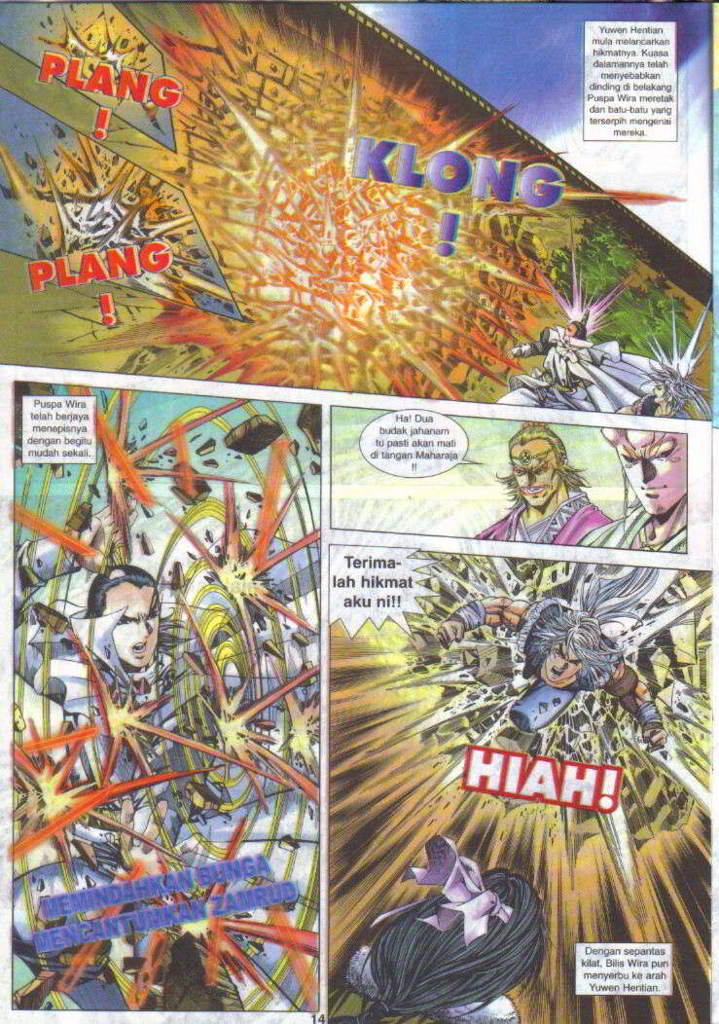 PLANG
!
PLANG
!
KLONG
!
Yuwen Hentian
mula melancarkan
hikmatnya. Kuasa
dalamannya telah
menyebabkan
dinding di belakang
Puspa Wira meretak
dan batu-batu yang
terserpih mengenai
mereka.
Puspa Wira
telah berjaya
menepisnya
dengan begitu
mudah sekali.
MEMINDAHKAN BUNGA
MENCANTUMKAN ZAMRUD
Ha! Dua
budak jahanam
tu pasti akan mati
di tangan Maharaja
!!
Terima-
lah hikmat
aku ni!!
HIAH!
Dengan sepantas
kilat, Bilis Wira pun
menyerbu ke arah
Yuwen Hentian.
14